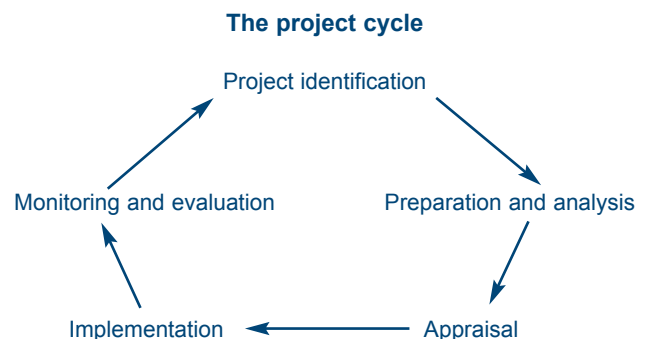 The project cycle
Project identification
Monitoring and evaluation
Preparation and analysis
Implementation
Appraisal